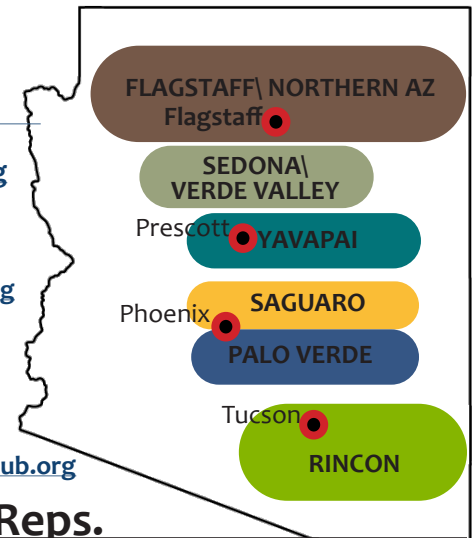 FLAGSTAFF\ NORTHERN AZ
Flagstaff
g
SEDONA\
VERDE VALLEY
Prescott
YAVAPAI
g
SAGUARO
Phoenix
PALO VERDE
Tucson
RINCON
ub.org
Reps.